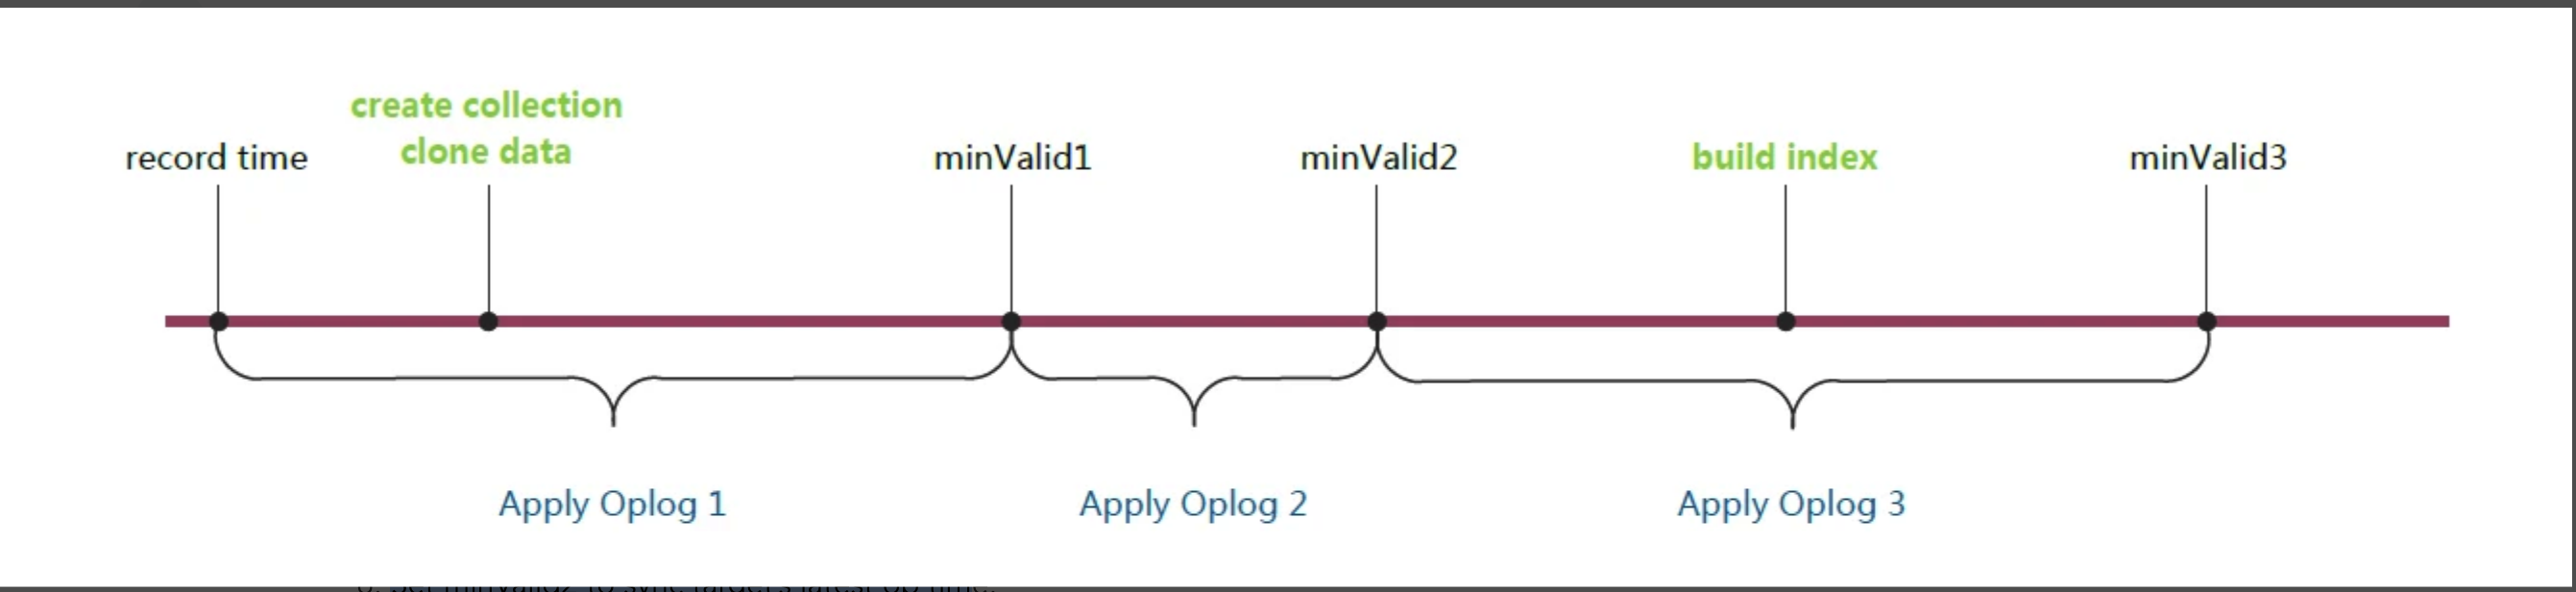 create collection
clone data
record time
minValid1
minValid2
build index
minValid3
Apply Oplog 1
Apply Oplog 2
Apply Oplog 3